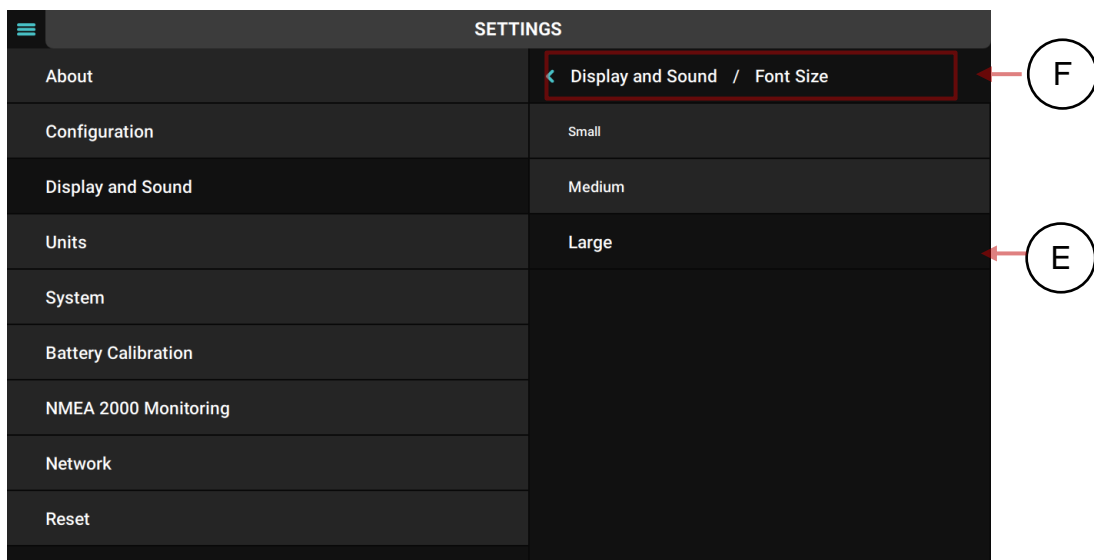 SETTINGS
About
Configuration
Display and Sound
Units
System
Battery Calibration
NMEA 2000 Monitoring
Network
Reset
Display and Sound / Font Size
Small
Medium
Large
F
E